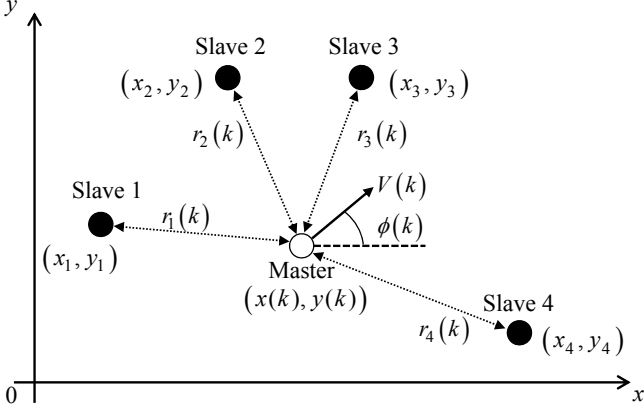 y
Slave 2
Slave 3
(x₂, y₂)
(x₃, y₃)
r₂(k)
r₃(k)
Slave 1
V(k)
r₁(k)
ϕ(k)
(x₁, y₁)
Master
(x(k), y(k))
Slave 4
r₄(k)
(x₄, y₄)
0
x